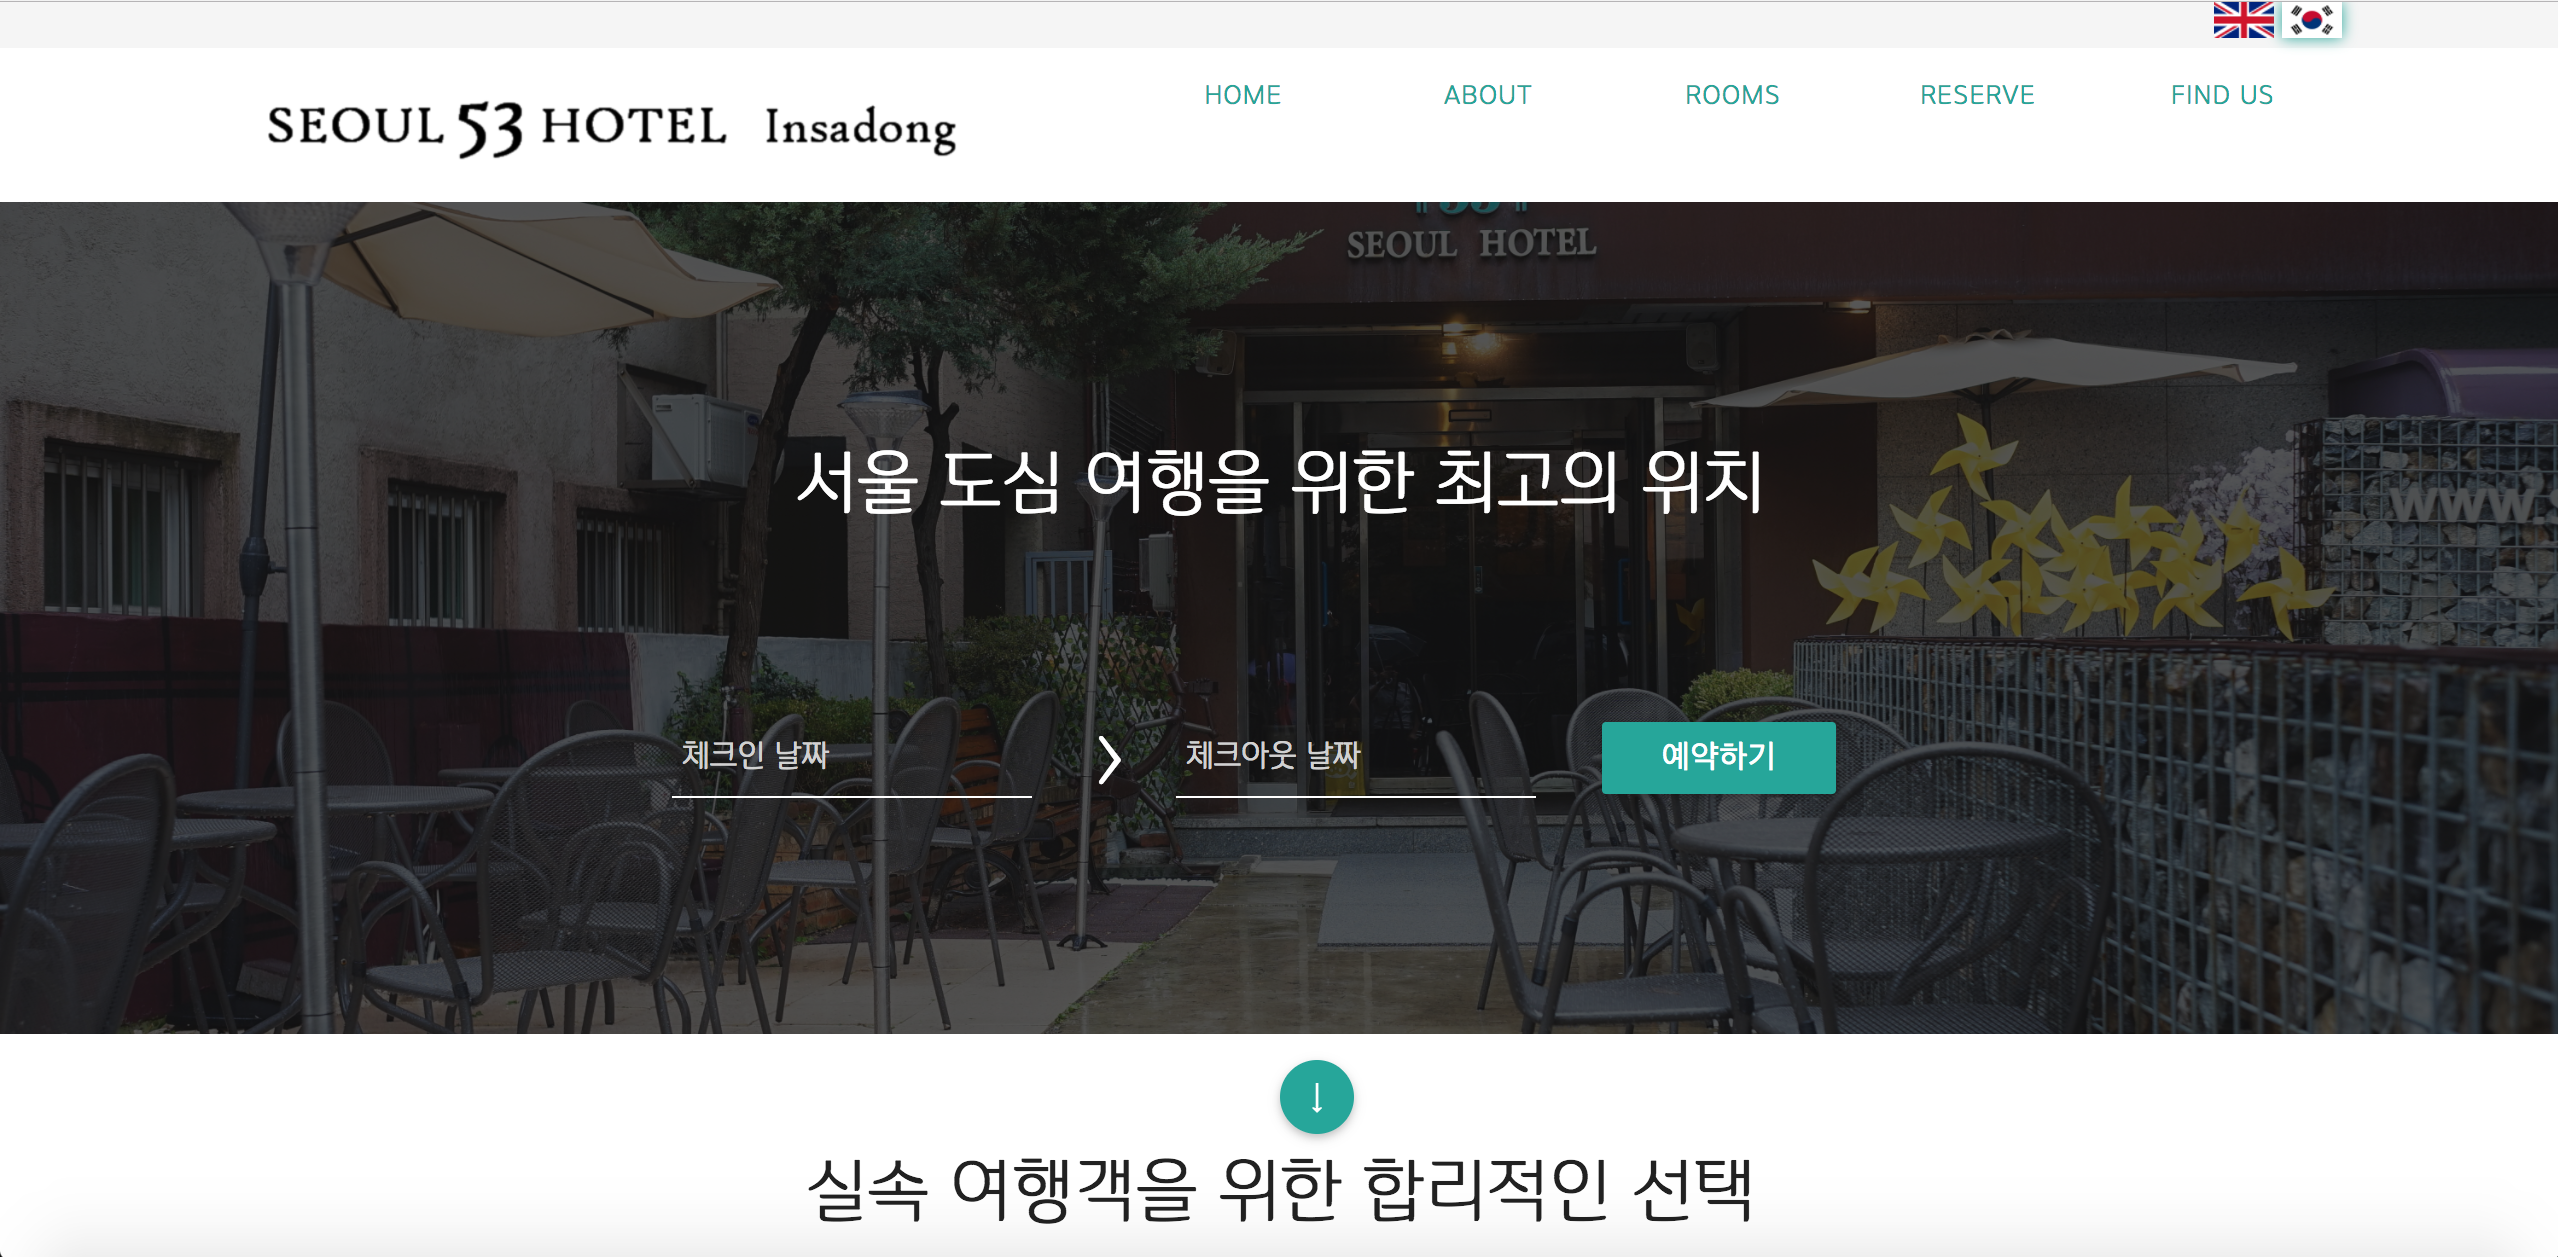 SEOUL 53 HOTEL Insadong
HOME ABOUT ROOMS RESERVE FIND US
53
SEOUL HOTEL
www.s
서울 도심 여행을 위한 최고의 위치
체크인 날짜 > 체크아웃 날짜 예약하기
↓
실속 여행객을 위한 합리적인 선택